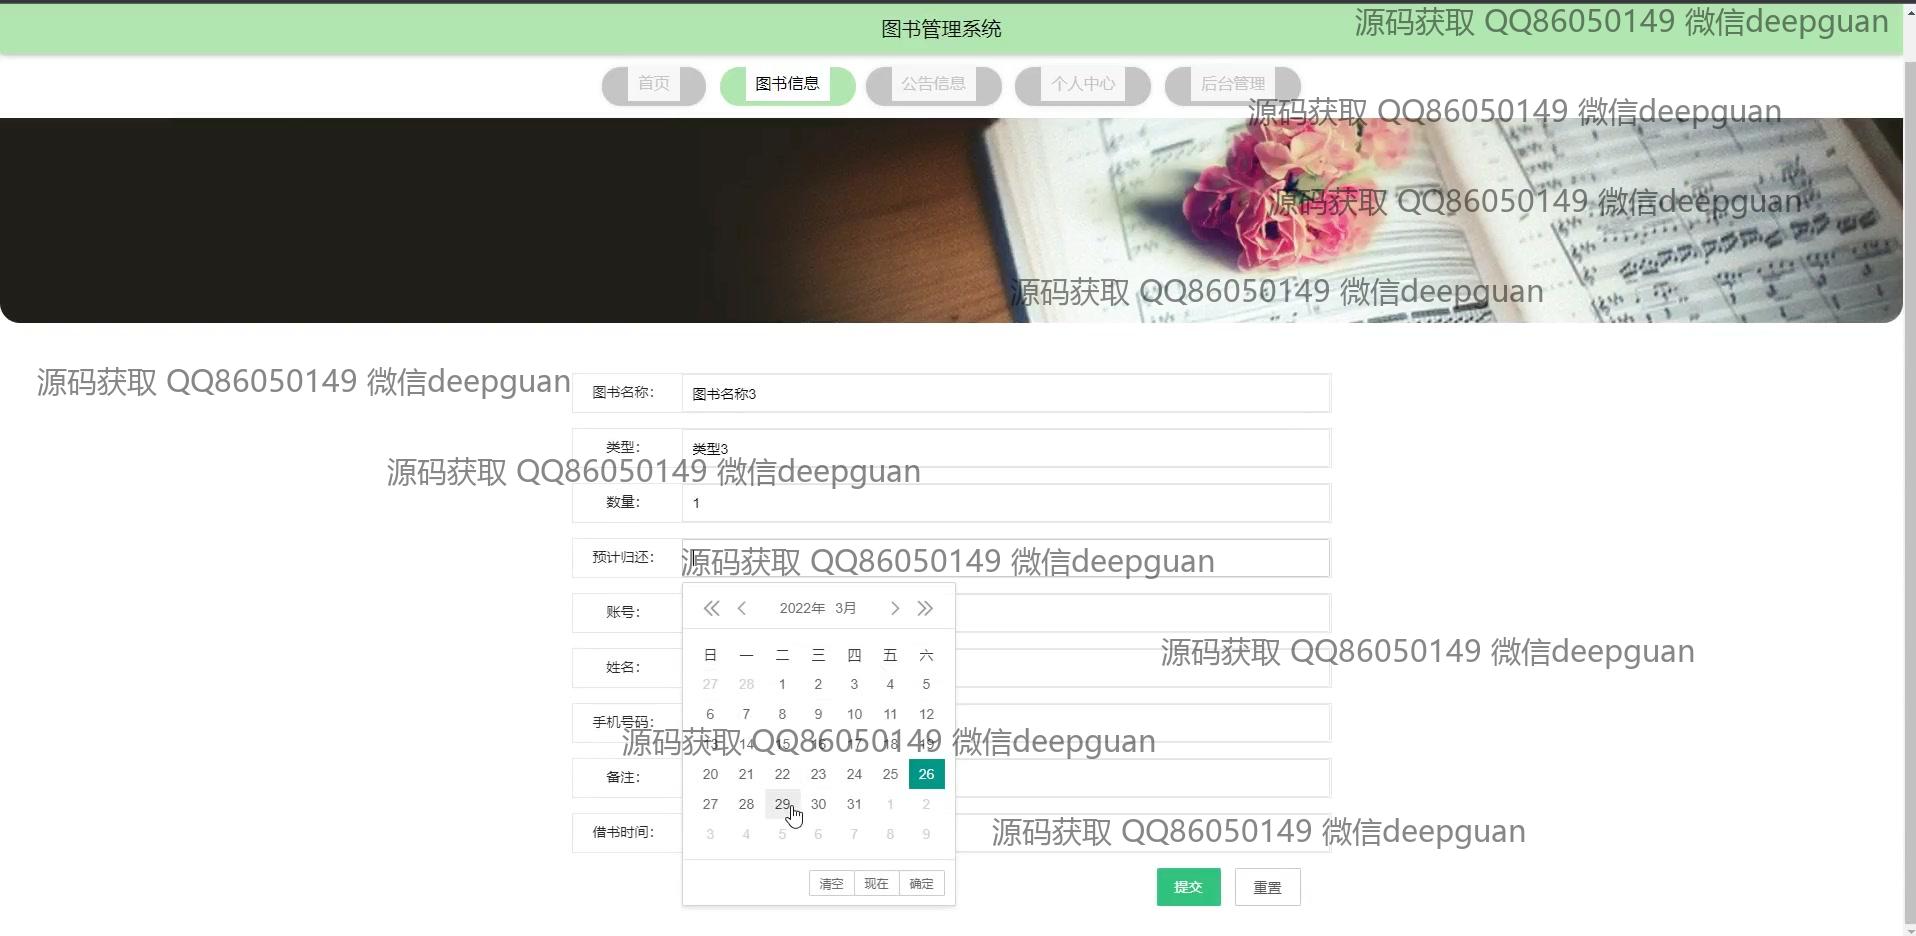 图书管理系统
源码获取 QQ86050149 微信deepguan
首页 图书信息 公告信息 个人中心 后台管理
源码获取 QQ86050149 微信deepguan
源码获取 QQ86050149 微信deepguan
源码获取 QQ86050149 微信deepguan
源码获取 QQ86050149 微信deepguan
图书名称： 图书名称3
类型： 类型3
源码获取 QQ86050149 微信deepguan
数量： 1
预计归还：
源码获取 QQ86050149 微信deepguan
账号：
姓名：
手机号码：
备注：
借书时间：
2022年 3月
日 一 二 三 四 五 六
27 28 1 2 3 4 5
6 7 8 9 10 11 12
13 14 15 16 17 18 19
20 21 22 23 24 25 26
27 28 29 30 31 1 2
3 4 5 6 7 8 9
清空 现在 确定
源码获取 QQ86050149 微信deepguan
源码获取 QQ86050149 微信deepguan
源码获取 QQ86050149 微信deepguan
提交 重置